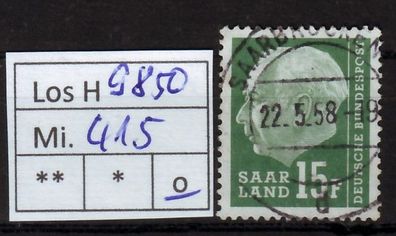 Los H 9850
Mi. 415
** * o
SAARBRÜCKEN
22.5.58-
g
SAAR 15F
LAND
DEUTSCHE BUNDESPOST